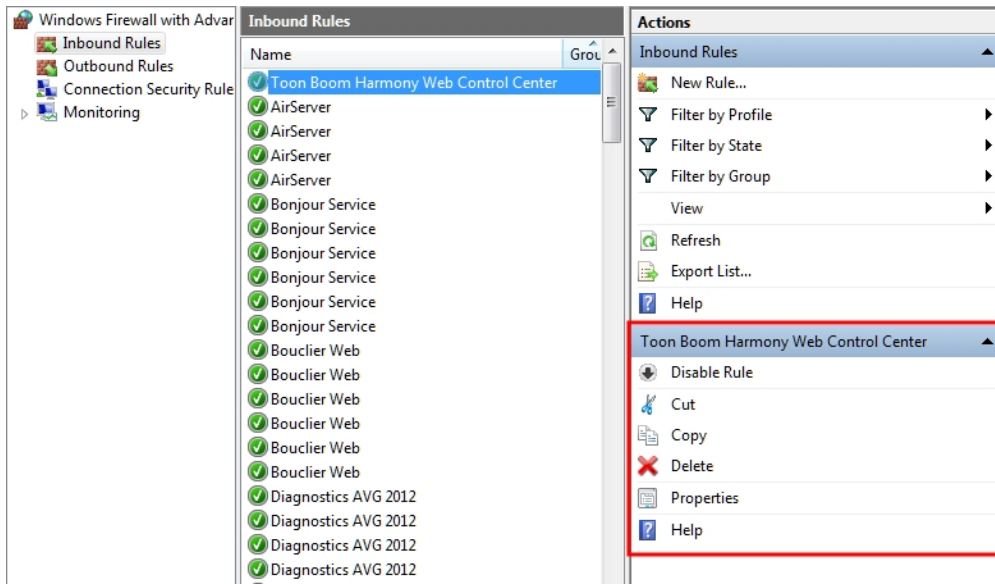 Windows Firewall with Advar
Inbound Rules
Outbound Rules
Connection Security Rule
Monitoring
Inbound Rules
Name
Grou
Toon Boom Harmony Web Control Center
AirServer
AirServer
AirServer
AirServer
Bonjour Service
Bonjour Service
Bonjour Service
Bonjour Service
Bonjour Service
Bonjour Service
Bouclier Web
Bouclier Web
Bouclier Web
Bouclier Web
Bouclier Web
Bouclier Web
Diagnostics AVG 2012
Diagnostics AVG 2012
Diagnostics AVG 2012
Diagnostics AVG 2012
Actions
Inbound Rules
New Rule...
Filter by Profile
Filter by State
Filter by Group
View
Refresh
Export List...
Help
Toon Boom Harmony Web Control Center
Disable Rule
Cut
Copy
Delete
Properties
Help